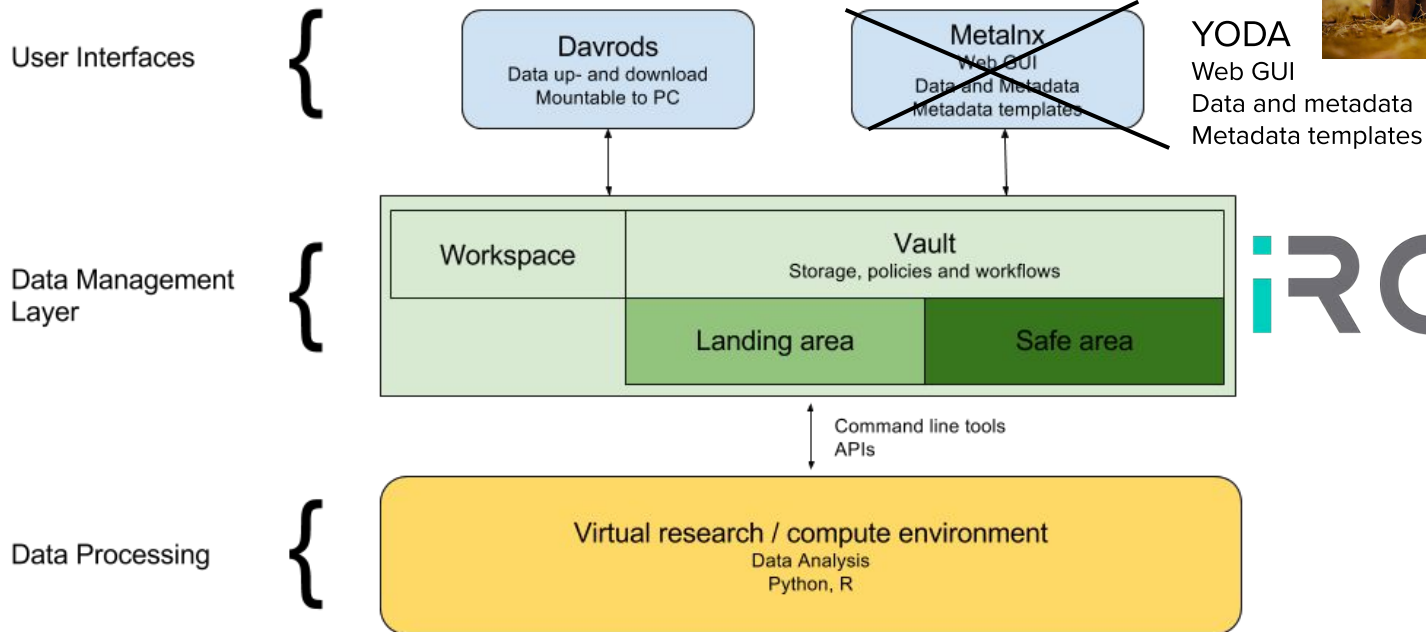 User Interfaces
Davrods
Data up- and download
Mountable to PC
Metalnx
Web GUI
Data and Metadata
Metadata templates
YODA
Web GUI
Data and metadata
Metadata templates
Data Management
Layer
Workspace
Vault
Storage, policies and workflows
Landing area
Safe area
iRO
Command line tools
APIs
Data Processing
Virtual research / compute environment
Data Analysis
Python, R